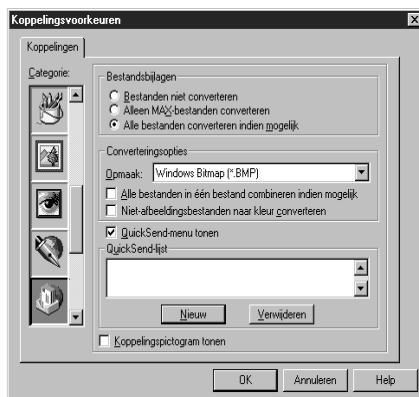 Koppelingsvoorkeuren
Koppelingen
Categorie:
Bestandsbijlagen
Bestanden niet converteren
Alleen MAX-bestanden converteren
Alle bestanden converteren indien mogelijk
Converteringsopties
Opmaak: Windows Bitmap (*.BMP)
Alle bestanden in één bestand combineren indien mogelijk
Niet-afbeeldingsbestanden naar kleur converteren
QuickSend-menu tonen
QuickSend-lijst
Nieuw Verwijderen
Koppelingspictogram tonen
OK Annuleren Help